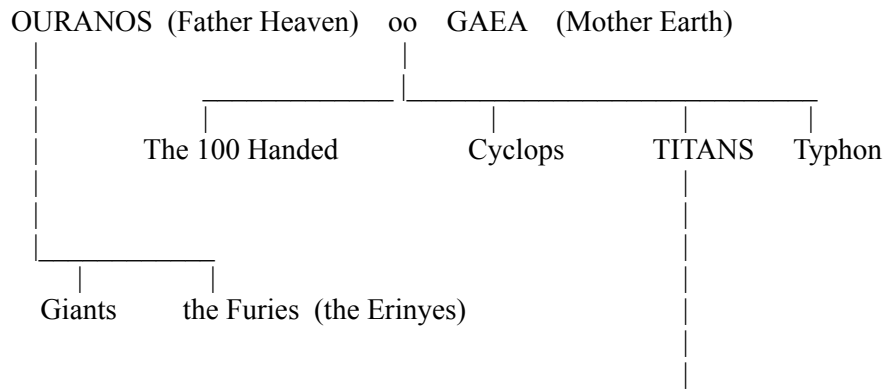 OURANOS (Father Heaven) oo GAEA (Mother Earth)
The 100 Handed Cyclops TITANS Typhon
Giants the Furies (the Erinyes)